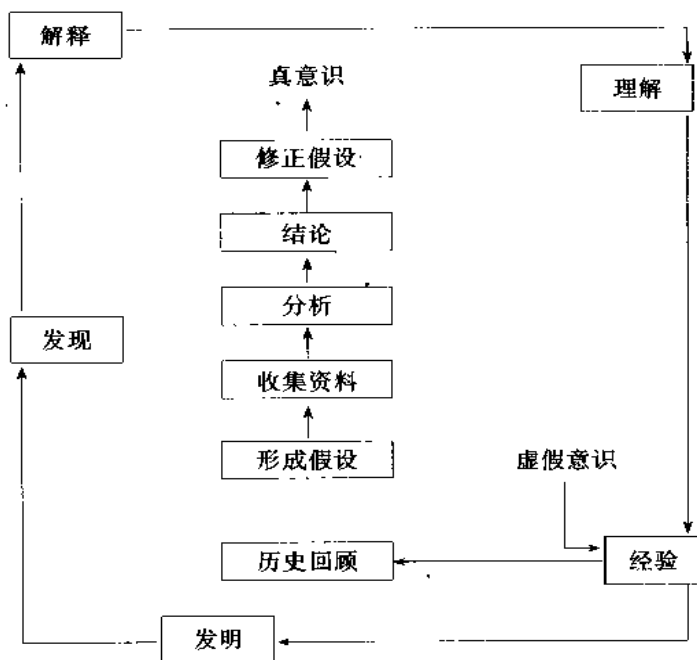 解释
真意识
理解
修正假设
结论
分析
发现
收集资料
形成假设
虚假意识
历史回顾
经验
发明